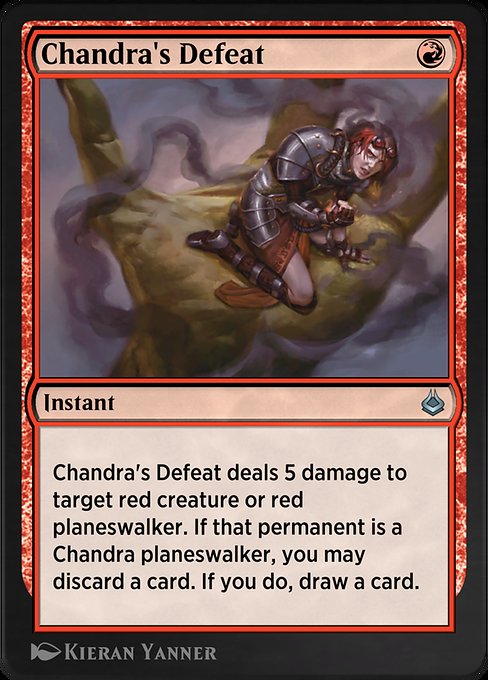 Chandra's Defeat
Instant
Chandra's Defeat deals 5 damage to
target red creature or red
planeswalker. If that permanent is a
Chandra planeswalker, you may
discard a card. If you do, draw a card.
Kieran Yanner